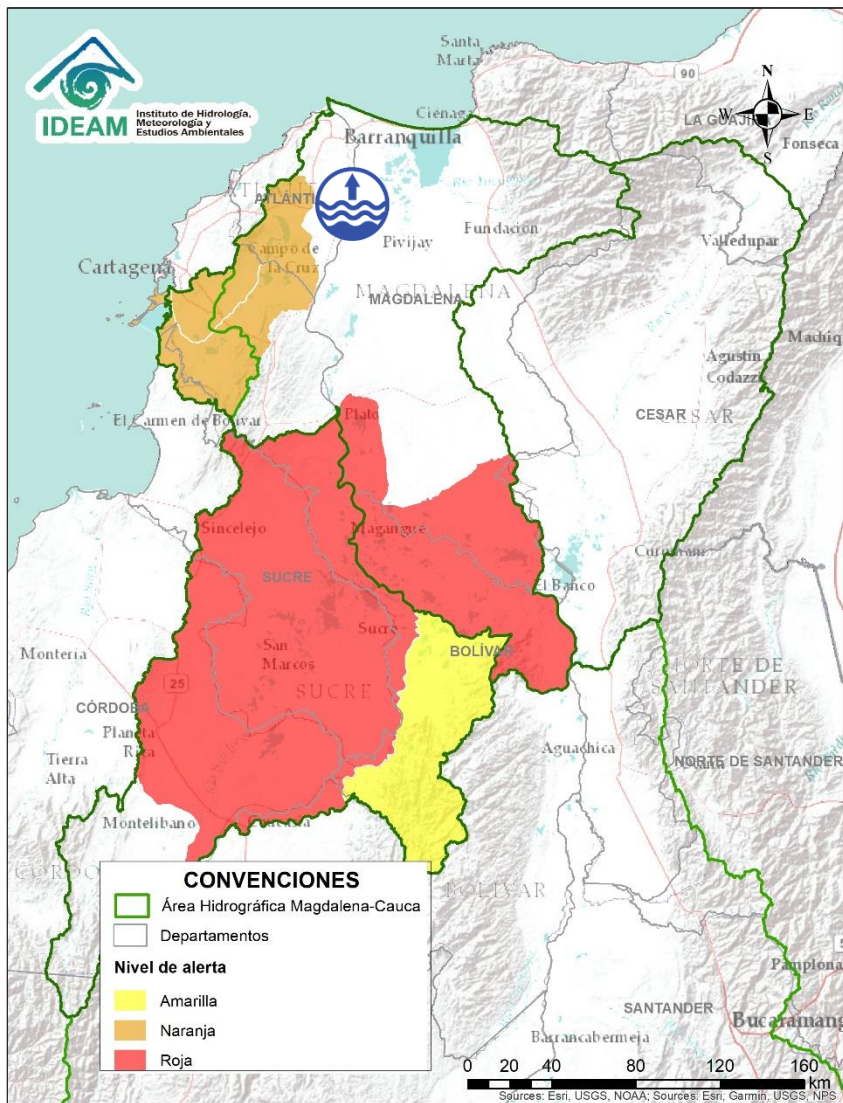 IDEAM
Instituto de Hidrología,
Meteorología y
Estudios Ambientales
Santa
Marta
90
N
W
E
S
LA GUAJIRA
Ciénaga
Barranquilla
Fonseca
ATLÁNTI
Pivijay
Fundación
Valledupar
Campo de
la Cruz
Cartagena
MAGDALENA
MAGDALENA
Agustín
Codazzi
CESAR
CESAR
El Carmen de Bolívar
Plato
Sincelejo
Magangué
SUCRE
El Banco
Sucre
San
Marcos
BOLÍVAR
Montería
SUCRE
25
NORTE DE
SANTANDER
CÓRDOBA
Planeta
Rica
Aguachica
NORTE DE SANTANDER
Tierra
Alta
Montelíbano
BOLÍVAR
CONVENCIONES
Área Hidrográfica Magdalena-Cauca
Departamentos
Nivel de alerta
Amarilla
Naranja
Roja
Pamplona
SANTANDER
Bucaramang
Barrancabermeja
0 20 40 80 120 160
km
Sources: Esri, USGS, NOAA; Sources: Esri, Garmin, USGS, NPS